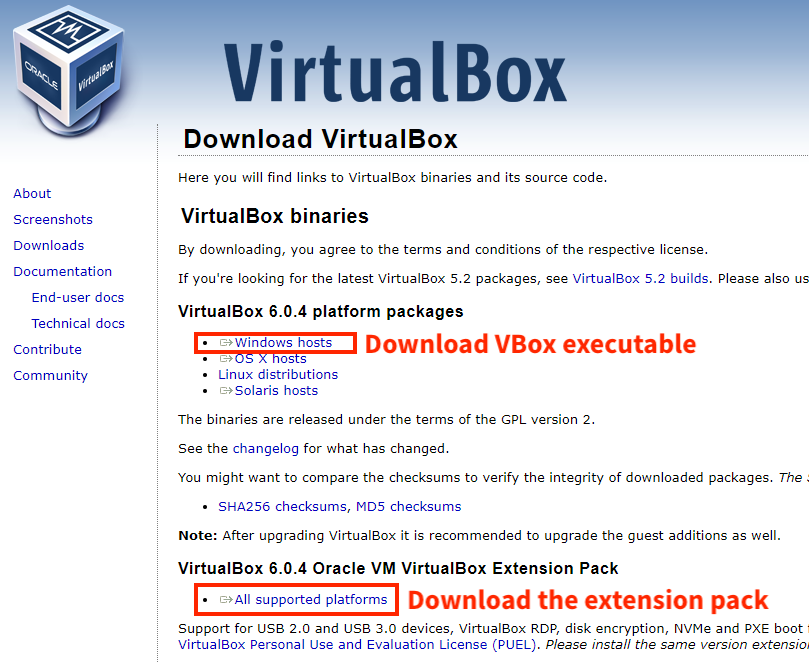 ORACLE
VirtualBox
VirtualBox
Download VirtualBox
Here you will find links to VirtualBox binaries and its source code.
About
Screenshots
Downloads
Documentation
End-user docs
Technical docs
Contribute
Community
VirtualBox binaries
By downloading, you agree to the terms and conditions of the respective license.
If you're looking for the latest VirtualBox 5.2 packages, see VirtualBox 5.2 builds. Please also us
VirtualBox 6.0.4 platform packages
Windows hosts Download VBox executable
OS X hosts
Linux distributions
Solaris hosts
The binaries are released under the terms of the GPL version 2.
See the changelog for what has changed.
You might want to compare the checksums to verify the integrity of downloaded packages. The
SHA256 checksums, MD5 checksums
Note: After upgrading VirtualBox it is recommended to upgrade the guest additions as well.
VirtualBox 6.0.4 Oracle VM VirtualBox Extension Pack
All supported platforms Download the extension pack
Support for USB 2.0 and USB 3.0 devices, VirtualBox RDP, disk encryption, NVMe and PXE boot
VirtualBox Personal Use and Evaluation License (PUEL). Please install the same version extensio